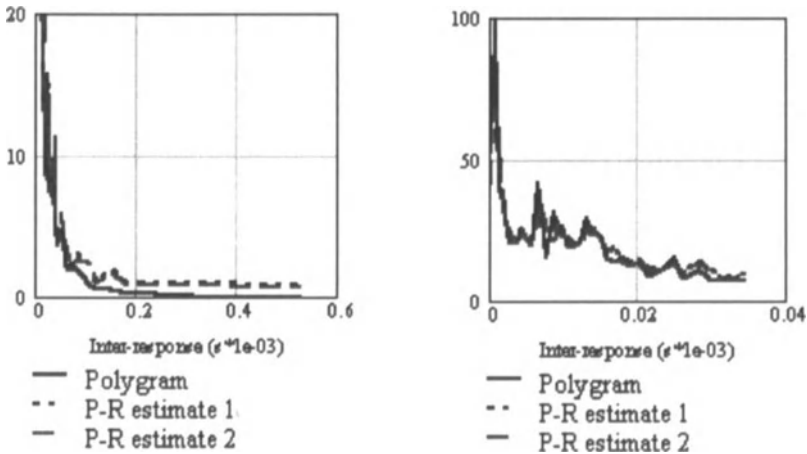 20
10
0
0
0.2
0.4
0.6
Inter-response (s*1e-03)
Polygram
P-R estimate 1
P-R estimate 2
100
50
0
0
0.02
0.04
Inter-response (s*1e-03)
Polygram
P-R estimate 1
P-R estimate 2